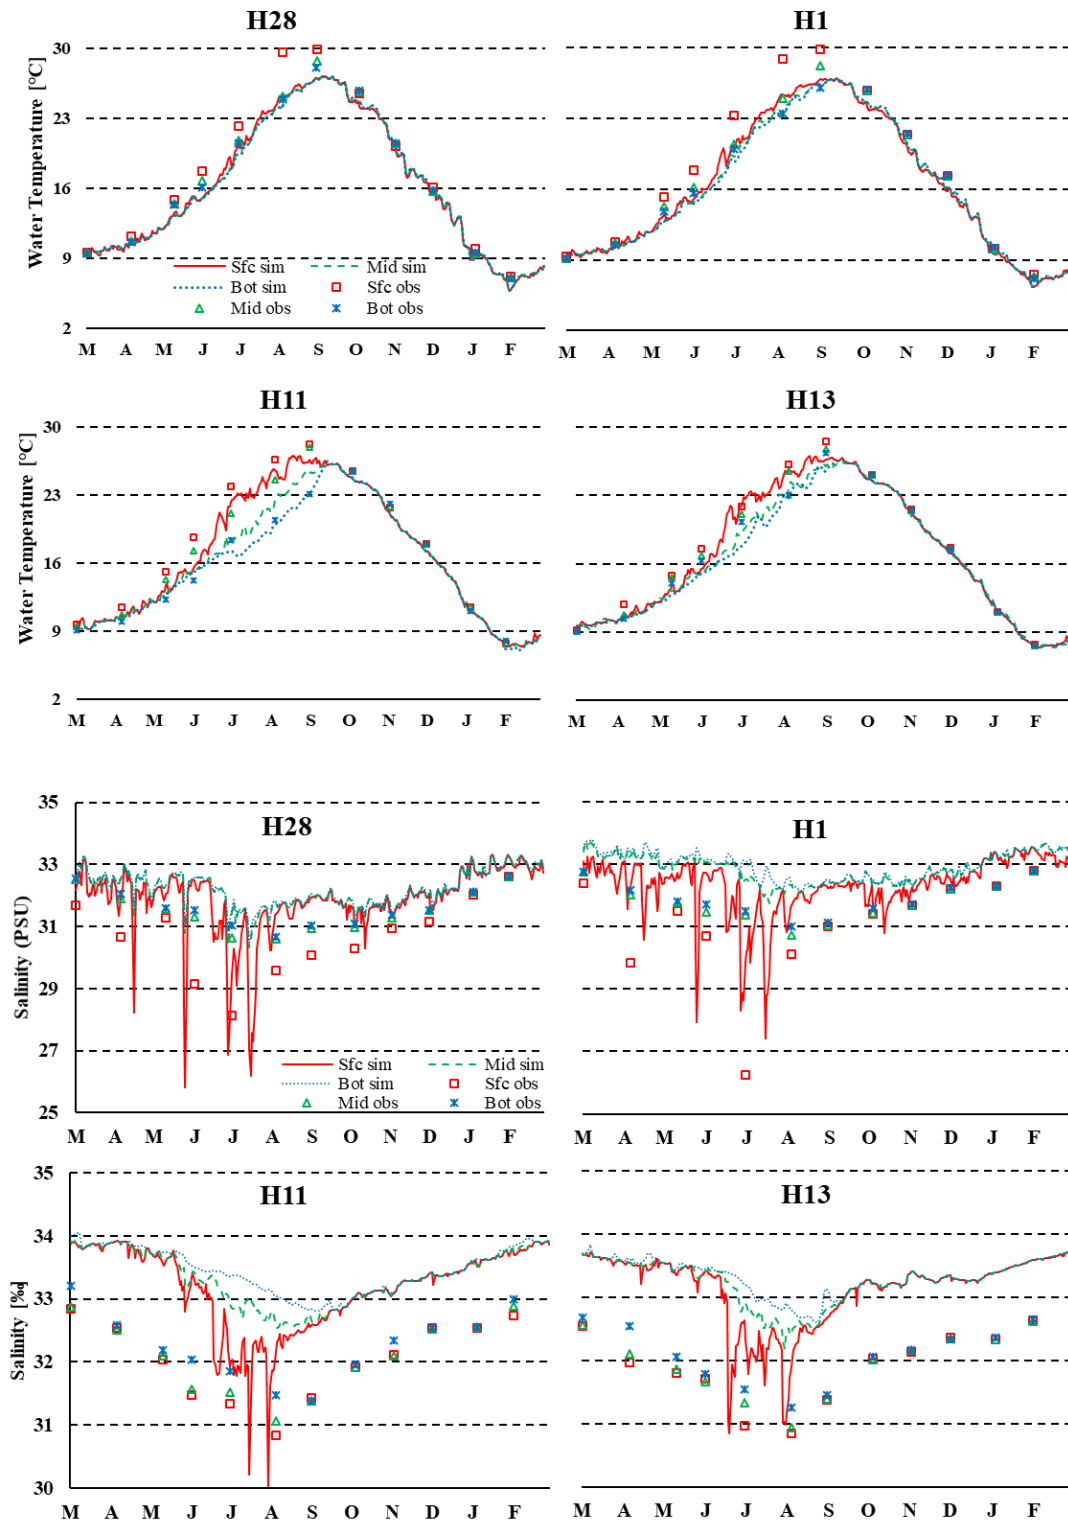 H28
H1
Water Temperature [°C]
30
23
16
9
2
Sfc sim
Mid sim
Bot sim
Sfc obs
Mid obs
Bot obs
M A M J J A S O N D J F
M A M J J A S O N D J F
H11
H13
Water Temperature [°C]
30
23
16
9
2
M A M J J A S O N D J F
M A M J J A S O N D J F
H28
H1
Salinity (PSU)
35
33
31
29
27
25
Sfc sim
Mid sim
Bot sim
Sfc obs
Mid obs
Bot obs
M A M J J A S O N D J F
M A M J J A S O N D J F
H11
H13
Salinity [‰]
35
34
33
32
31
30
M A M J J A S O N D J F
M A M J J A S O N D J F